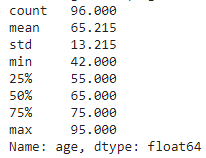 count    96.000
mean     65.215
std      13.215
min      42.000
25%      55.000
50%      65.000
75%      75.000
max      95.000
Name: age, dtype: float64